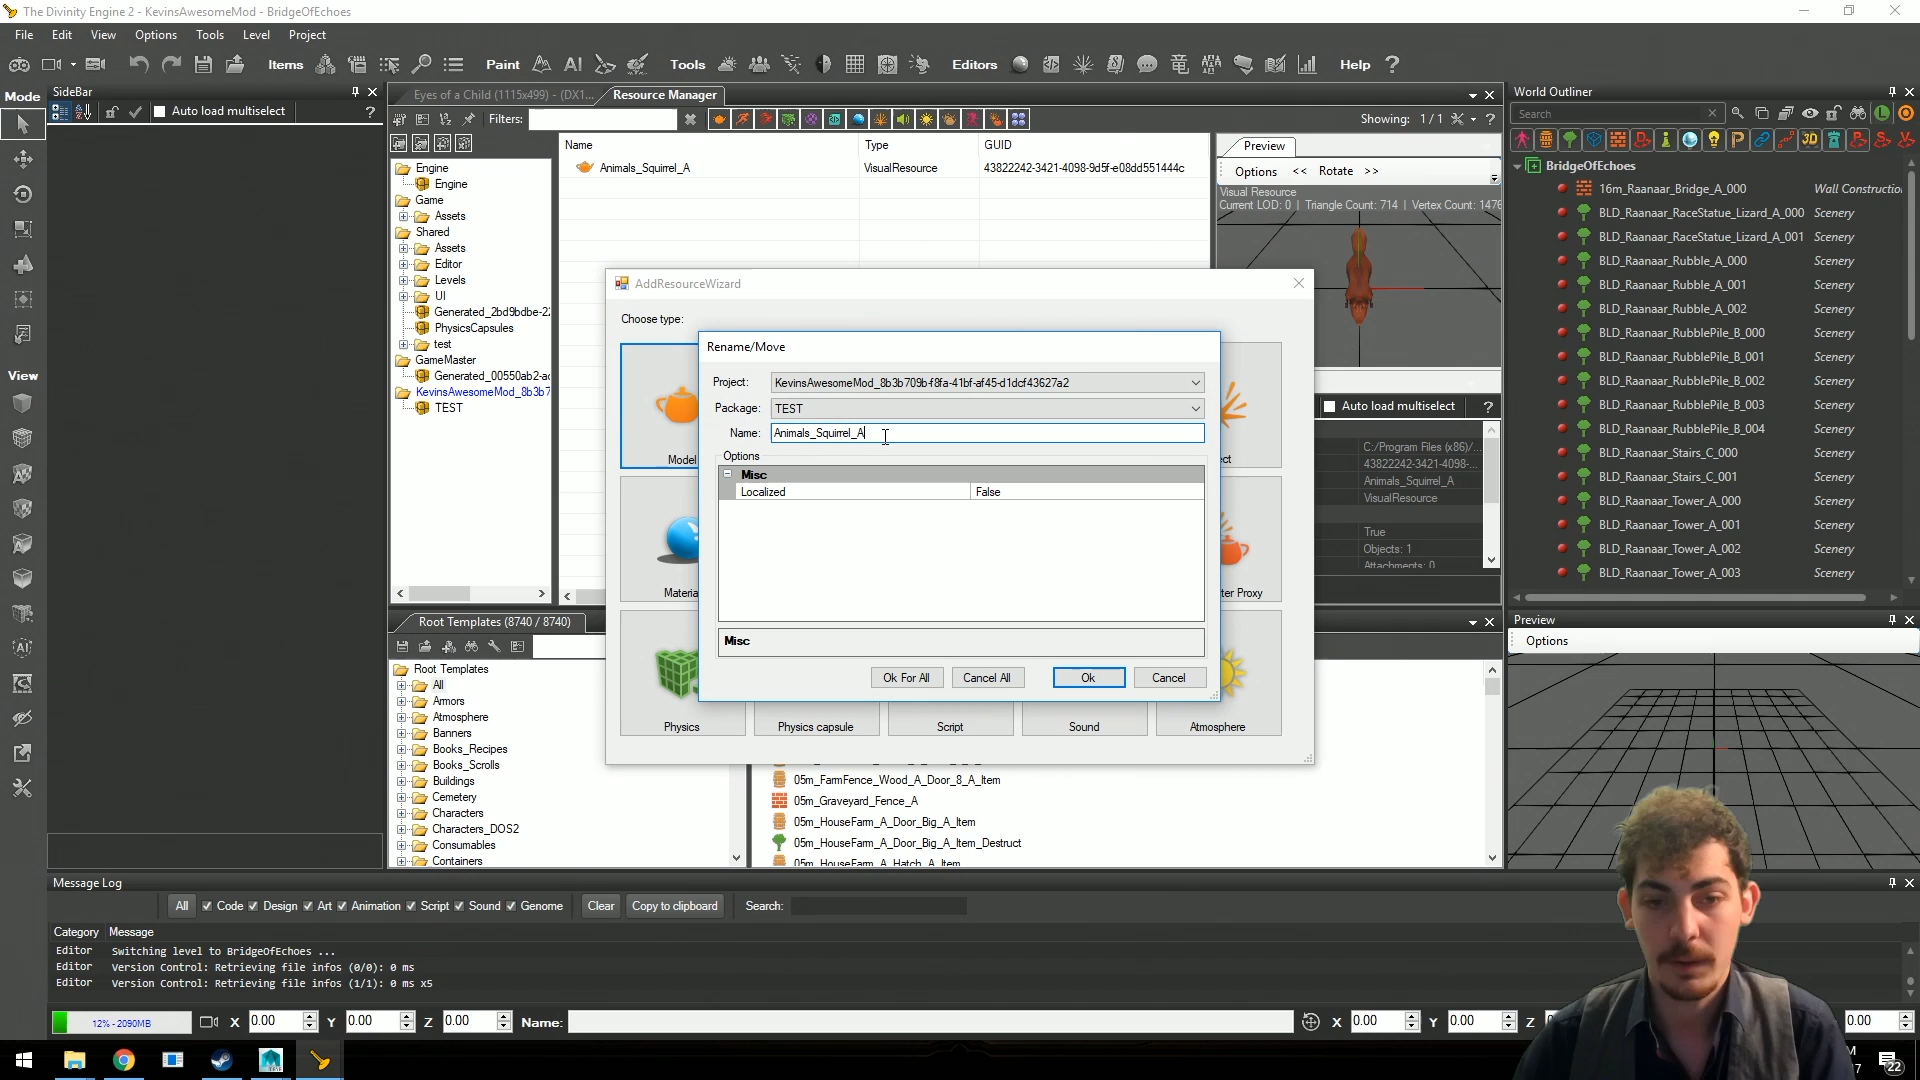 The Divinity Engine 2 - KevinsAwesomeMod - BridgeOfEchoes
File Edit View Options Tools Level Project
Items Paint Tools Editors Help
Mode
SideBar
Auto load multiselect
Eyes of a Child (1115x499) - (DX1...
Resource Manager
Filters:
Showing: 1 / 1
Name Type GUID
Animals_Squirrel_A VisualResource 43822242-3421-4098-9d5f-e08dd551444c
Engine
Engine
Game
Assets
Shared
Assets
Editor
Levels
UI
Generated_2bd9bdbe-22
PhysicsCapsules
test
GameMaster
Generated_00550ab2-ac
KevinsAwesomeMod_8b3b7
TEST
View
Preview
Options << Rotate >>
Visual Resource
Current LOD: 0 | Triangle Count: 714 | Vertex Count: 1476
Auto load multiselect
C:/Program Files (x86)/...
43822242-3421-4098-...
Animals_Squirrel_A
VisualResource
True
Objects: 1
Attachments: 0
AddResourceWizard
Choose type:
Model
Physics
Physics capsule
Script
Sound
Atmosphere
Rename/Move
Project: KevinsAwesomeMod_8b3b709b-f8fa-41bf-af45-d1dcf43627a2
Package: TEST
Name: Animals_Squirrel_A
Options
Misc
Localized False
Misc
Ok For All Cancel All Ok Cancel
Root Templates (8740 / 8740)
Root Templates
All
Armors
Atmosphere
Banners
Books_Recipes
Books_Scrolls
Buildings
Cemetery
Characters
Characters_DOS2
Consumables
Containers
05m_FarmFence_Wood_A_Door_8_A_Item
05m_Graveyard_Fence_A
05m_HouseFarm_A_Door_Big_A_Item
05m_HouseFarm_A_Door_Big_A_Item_Destruct
05m_HouseFarm_A_Hatch_A_Item
World Outliner
Search
BridgeOfEchoes
16m_Raanaar_Bridge_A_000 Wall Constructio
BLD_Raanaar_RaceStatue_Lizard_A_000 Scenery
BLD_Raanaar_RaceStatue_Lizard_A_001 Scenery
BLD_Raanaar_Rubble_A_000 Scenery
BLD_Raanaar_Rubble_A_001 Scenery
BLD_Raanaar_Rubble_A_002 Scenery
BLD_Raanaar_RubblePile_B_000 Scenery
BLD_Raanaar_RubblePile_B_001 Scenery
BLD_Raanaar_RubblePile_B_002 Scenery
BLD_Raanaar_RubblePile_B_003 Scenery
BLD_Raanaar_RubblePile_B_004 Scenery
BLD_Raanaar_Stairs_C_000 Scenery
BLD_Raanaar_Stairs_C_001 Scenery
BLD_Raanaar_Tower_A_000 Scenery
BLD_Raanaar_Tower_A_001 Scenery
BLD_Raanaar_Tower_A_002 Scenery
BLD_Raanaar_Tower_A_003 Scenery
Preview
Options
Message Log
All Code Design Art Animation Script Sound Genome Clear Copy to clipboard Search:
Category Message
Editor Switching level to BridgeOfEchoes ...
Editor Version Control: Retrieving file infos (0/0): 0 ms
Editor Version Control: Retrieving file infos (1/1): 0 ms x5
12% - 2090MB X 0.00 Y 0.00 Z 0.00 Name: X 0.00 Y 0.00 Z 0.00
22